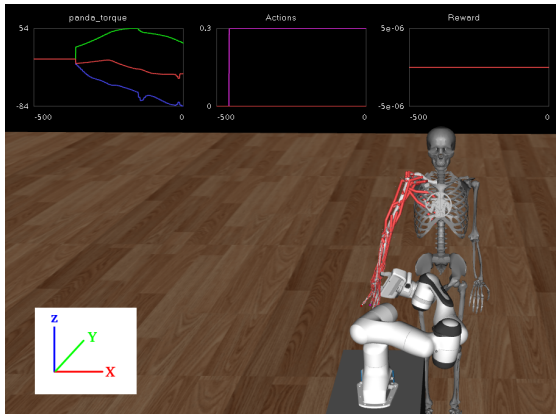 panda_torque
54
-84
-500
0
Actions
0.3
0
-500
0
Reward
5e-06
-5e-06
-500
0
Z
Y
X